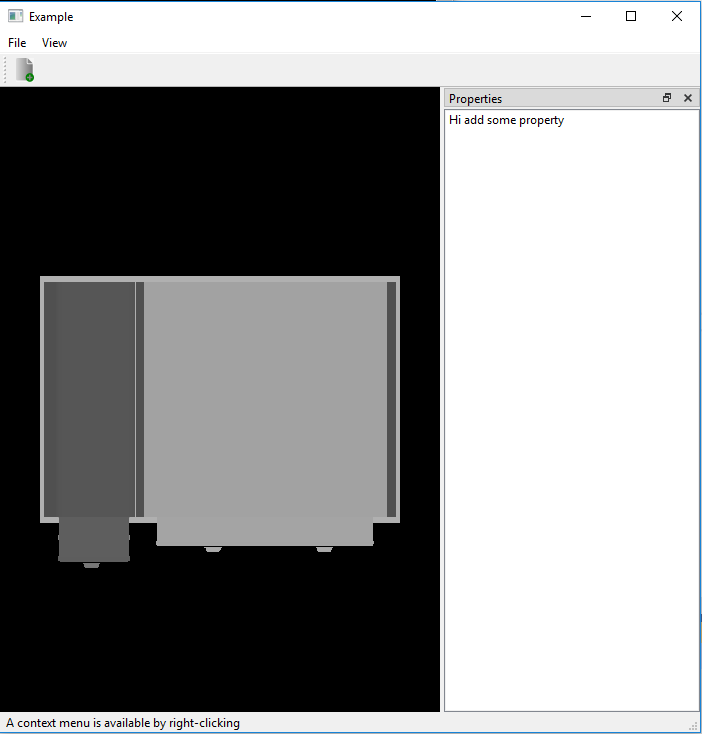 Example
File View
Properties
Hi add some property
A context menu is available by right-clicking